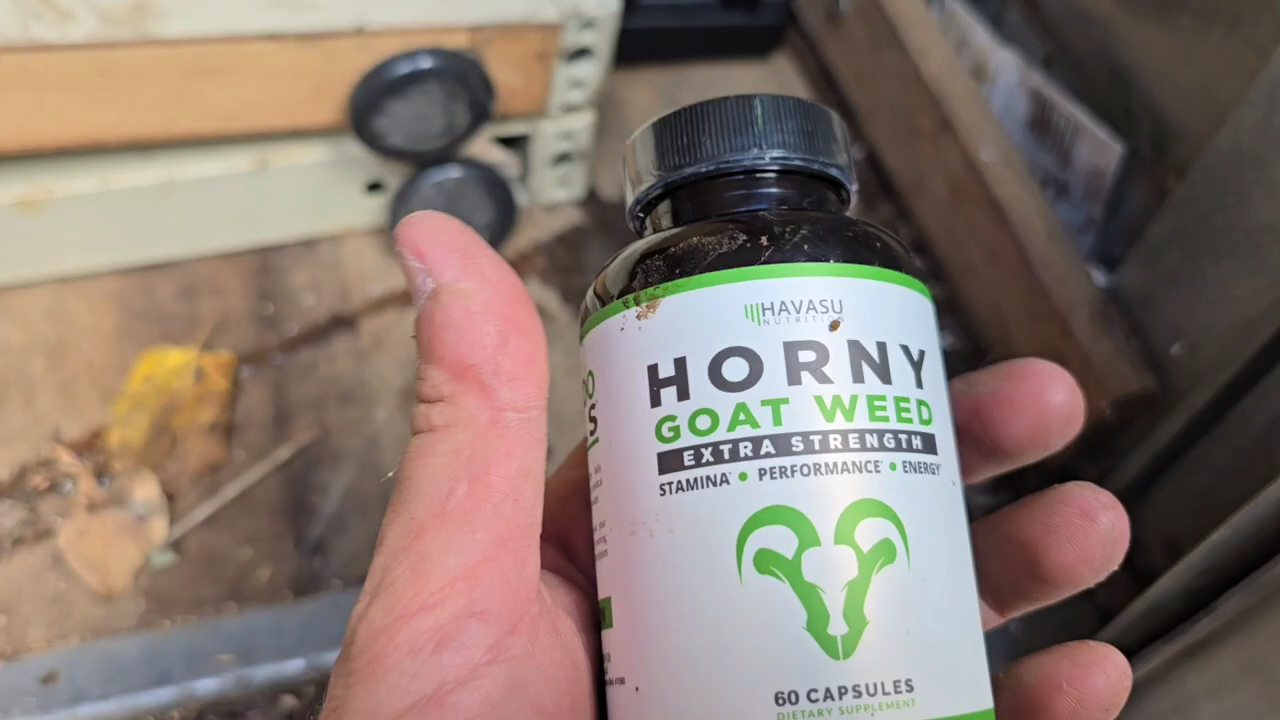 HAVASU
NUTRITION
HORNY
GOAT WEED
EXTRA STRENGTH
STAMINA* • PERFORMANCE* • ENERGY*
60 CAPSULES
DIETARY SUPPLEMENT